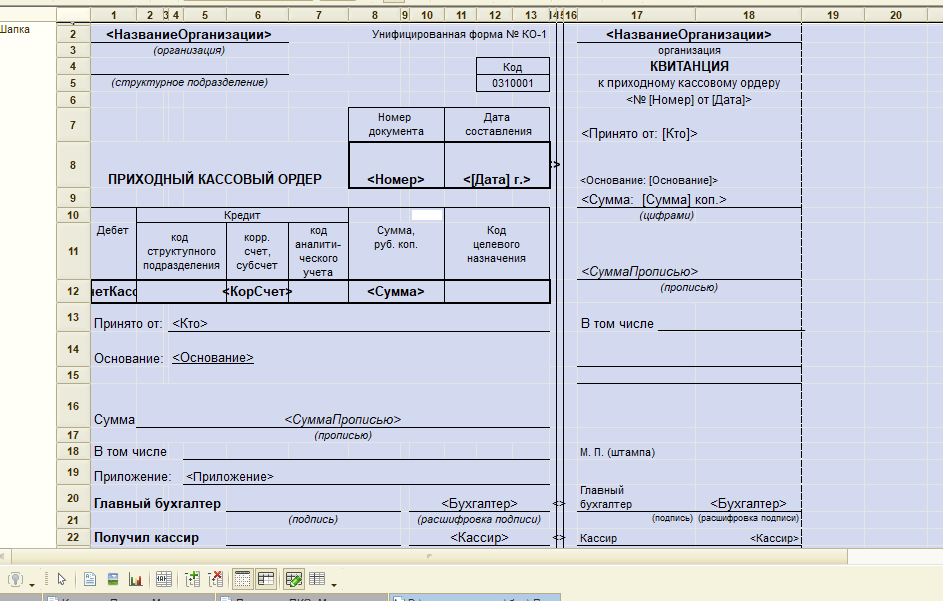 1 2 3 4 5 6 7 8 9 10 11 12 13 14 15 16 17 18 19 20
Шапка
2 <НазваниеОрганизации> Унифицированная форма № КО-1 <НазваниеОрганизации>
3 (организация) организация
4 Код КВИТАНЦИЯ
5 (структурное подразделение) 0310001 к приходному кассовому ордеру
6 <№ [Номер] от [Дата]>
7 Номер документа Дата составления <Принято от: [Кто]>
8 ПРИХОДНЫЙ КАССОВЫЙ ОРДЕР <Номер> <[Дата] г.> > <Основание: [Основание]>
9 <Сумма: [Сумма] коп.>
10 Кредит (цифрами)
11 Дебет код структурного подразделения корр. счет, субсчет код аналити-ческого учета Сумма, руб. коп. Код целевого назначения <СуммаПрописью>
12 четКасс <КорСчет> <Сумма> (прописью)
13 Принято от: <Кто> В том числе
14 Основание: <Основание>
15
16 Сумма <СуммаПрописью>
17 (прописью)
18 В том числе М. П. (штампа)
19 Приложение: <Приложение>
20 Главный бухгалтер <Бухгалтер> <> Главный бухгалтер <Бухгалтер>
21 (подпись) (расшифровка подписи) (подпись) (расшифровка подписи)
22 Получил кассир <Кассир> <> Кассир <Кассир>